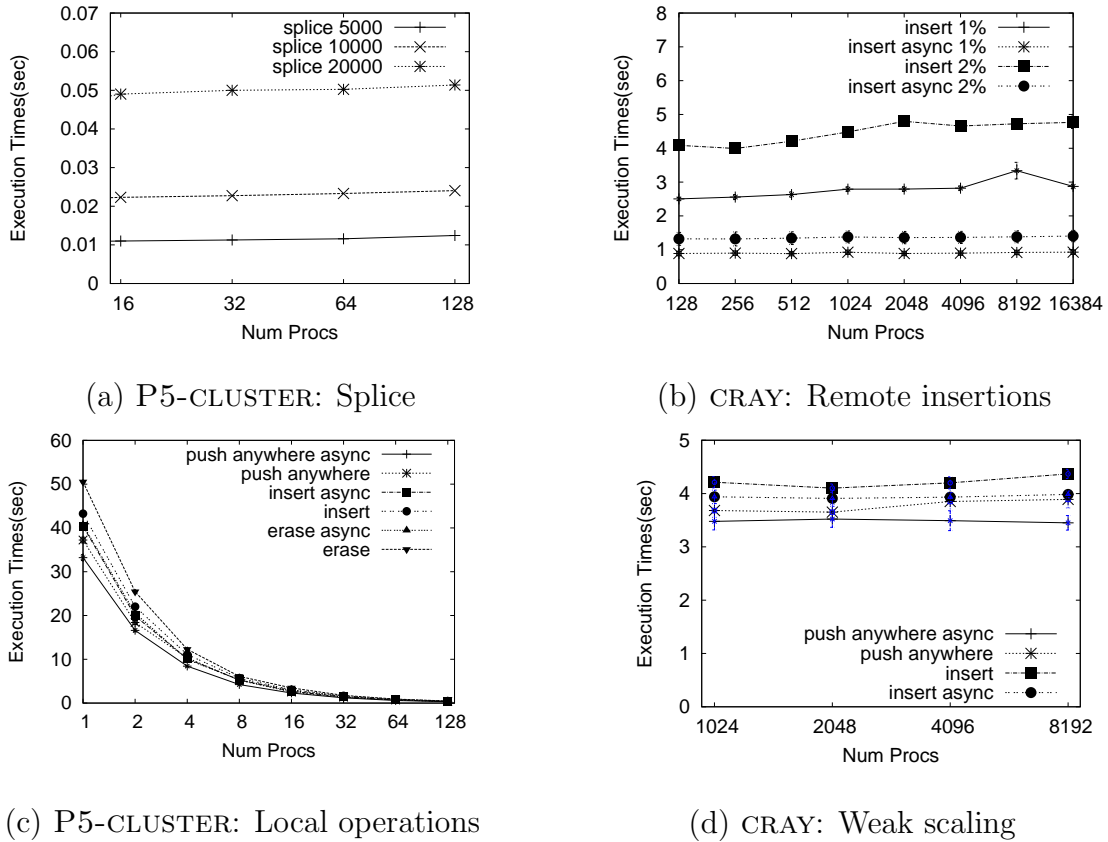 0.07
0.06
0.05
0.04
0.03
0.02
0.01
0
Execution Times(sec)
splice 5000
splice 10000
splice 20000
16 32 64 128
Num Procs
(a) P5-CLUSTER: Splice
8
7
6
5
4
3
2
1
0
Execution Times(sec)
insert 1%
insert async 1%
insert 2%
insert async 2%
128 256 512 1024 2048 4096 8192 16384
Num Procs
(b) CRAY: Remote insertions
60
50
40
30
20
10
0
Execution Times(sec)
push anywhere async
push anywhere
insert async
insert
erase async
erase
1 2 4 8 16 32 64 128
Num Procs
(c) P5-CLUSTER: Local operations
5
4
3
2
1
0
Execution Times(sec)
push anywhere async
push anywhere
insert
insert async
1024 2048 4096 8192
Num Procs
(d) CRAY: Weak scaling